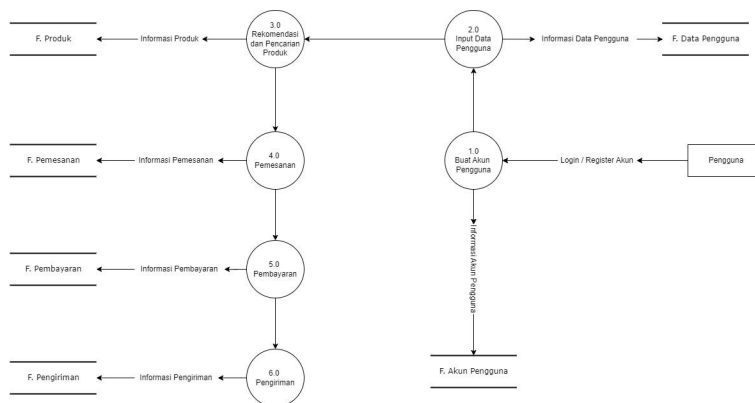 F. Produk
Informasi Produk
3.0
Rekomendasi
dan Pencarian
Produk
2.0
Input Data
Pengguna
Informasi Data Pengguna
F. Data Pengguna
F. Pemesanan
Informasi Pemesanan
4.0
Pemesanan
1.0
Buat Akun
Pengguna
Login / Register Akun
Pengguna
Informasi Akun Pengguna
F. Pembayaran
Informasi Pembayaran
5.0
Pembayaran
F. Akun Pengguna
F. Pengiriman
Informasi Pengiriman
6.0
Pengiriman